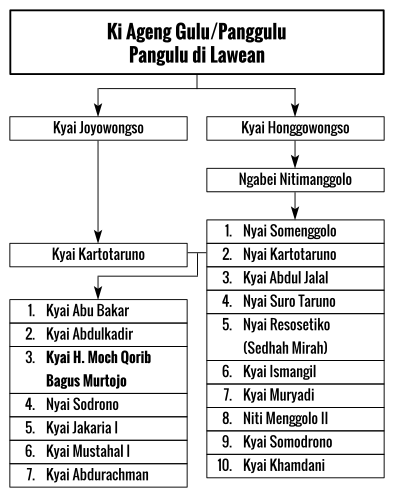 Ki Ageng Gulu/Panggulu
Pangulu di Lawean
Kyai Joyowongso
Kyai Honggowongso
Ngabei Nitimanggolo
Kyai Kartotaruno
1. Nyai Somenggolo
2. Nyai Kartotaruno
3. Kyai Abdul Jalal
4. Nyai Suro Taruno
5. Nyai Resosetiko
(Sedhah Mirah)
6. Kyai Ismangil
7. Kyai Muryadi
8. Niti Menggolo II
9. Kyai Somodrono
10. Kyai Khamdani
1. Kyai Abu Bakar
2. Kyai Abdulkadir
3. Kyai H. Moch Qorib
Bagus Murtojo
4. Nyai Sodrono
5. Kyai Jakaria I
6. Kyai Mustahal I
7. Kyai Abdurachman